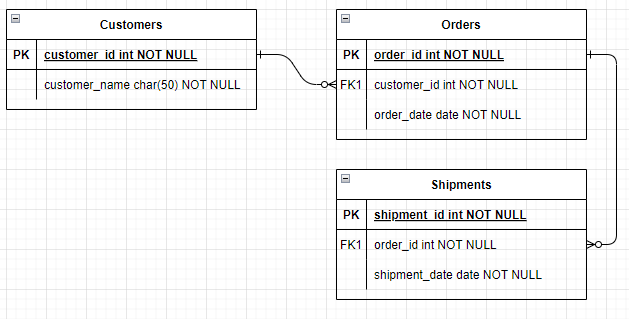 Customers
PK customer_id int NOT NULL
customer_name char(50) NOT NULL
Orders
PK order_id int NOT NULL
FK1 customer_id int NOT NULL
order_date date NOT NULL
Shipments
PK shipment_id int NOT NULL
FK1 order_id int NOT NULL
shipment_date date NOT NULL